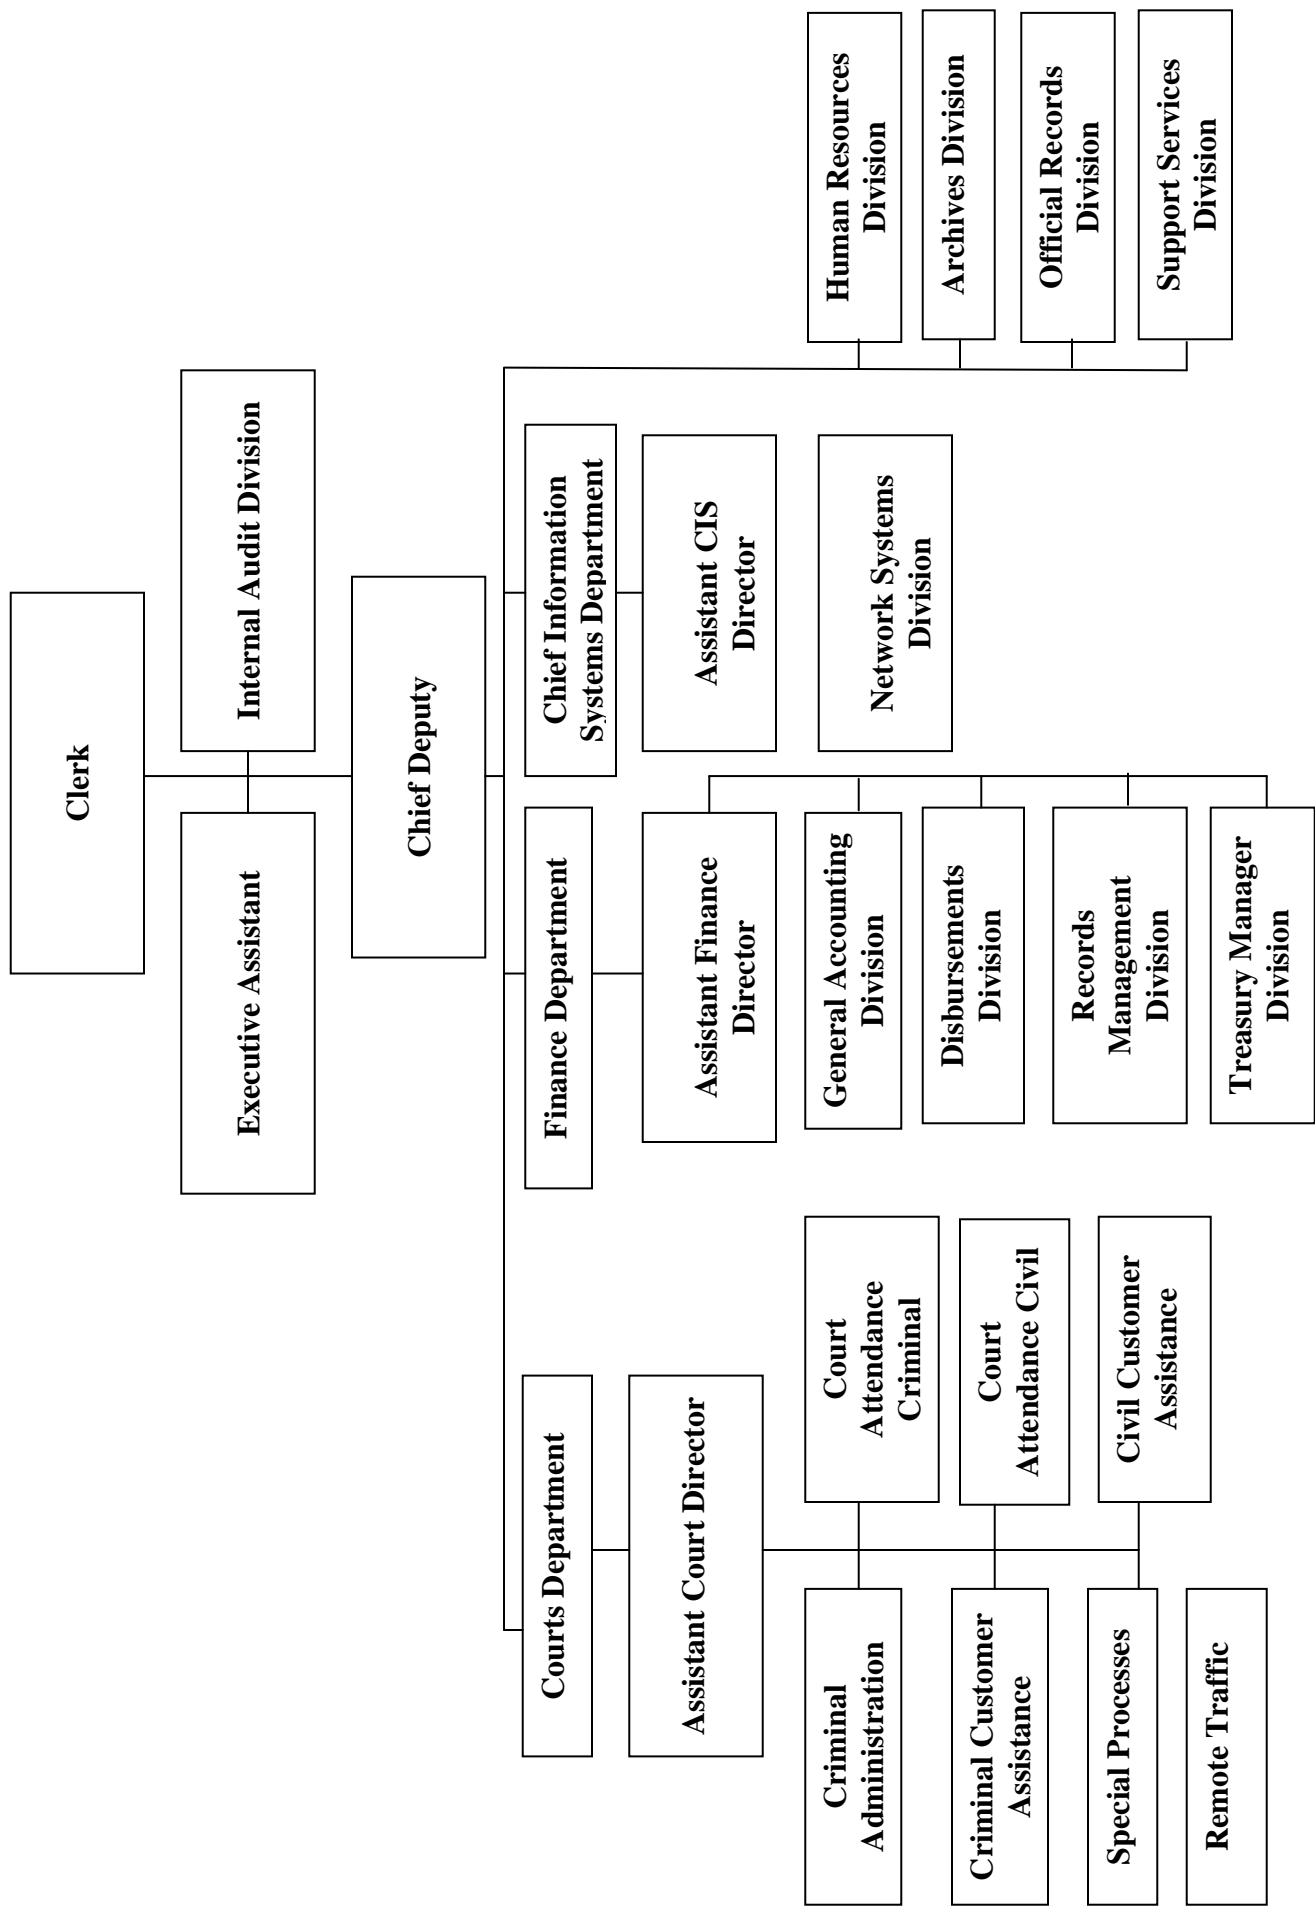 Clerk
Executive Assistant
Internal Audit Division
Chief Deputy
Courts Department
Finance Department
Chief Information
Systems Department
Assistant Court Director
Assistant Finance
Director
Assistant CIS
Director
Criminal
Administration
Court
Attendance
Criminal
Criminal Customer
Assistance
Court
Attendance Civil
Special Processes
Civil Customer
Assistance
Remote Traffic
General Accounting
Division
Disbursements
Division
Records
Management
Division
Treasury Manager
Division
Network Systems
Division
Human Resources
Division
Archives Division
Official Records
Division
Support Services
Division